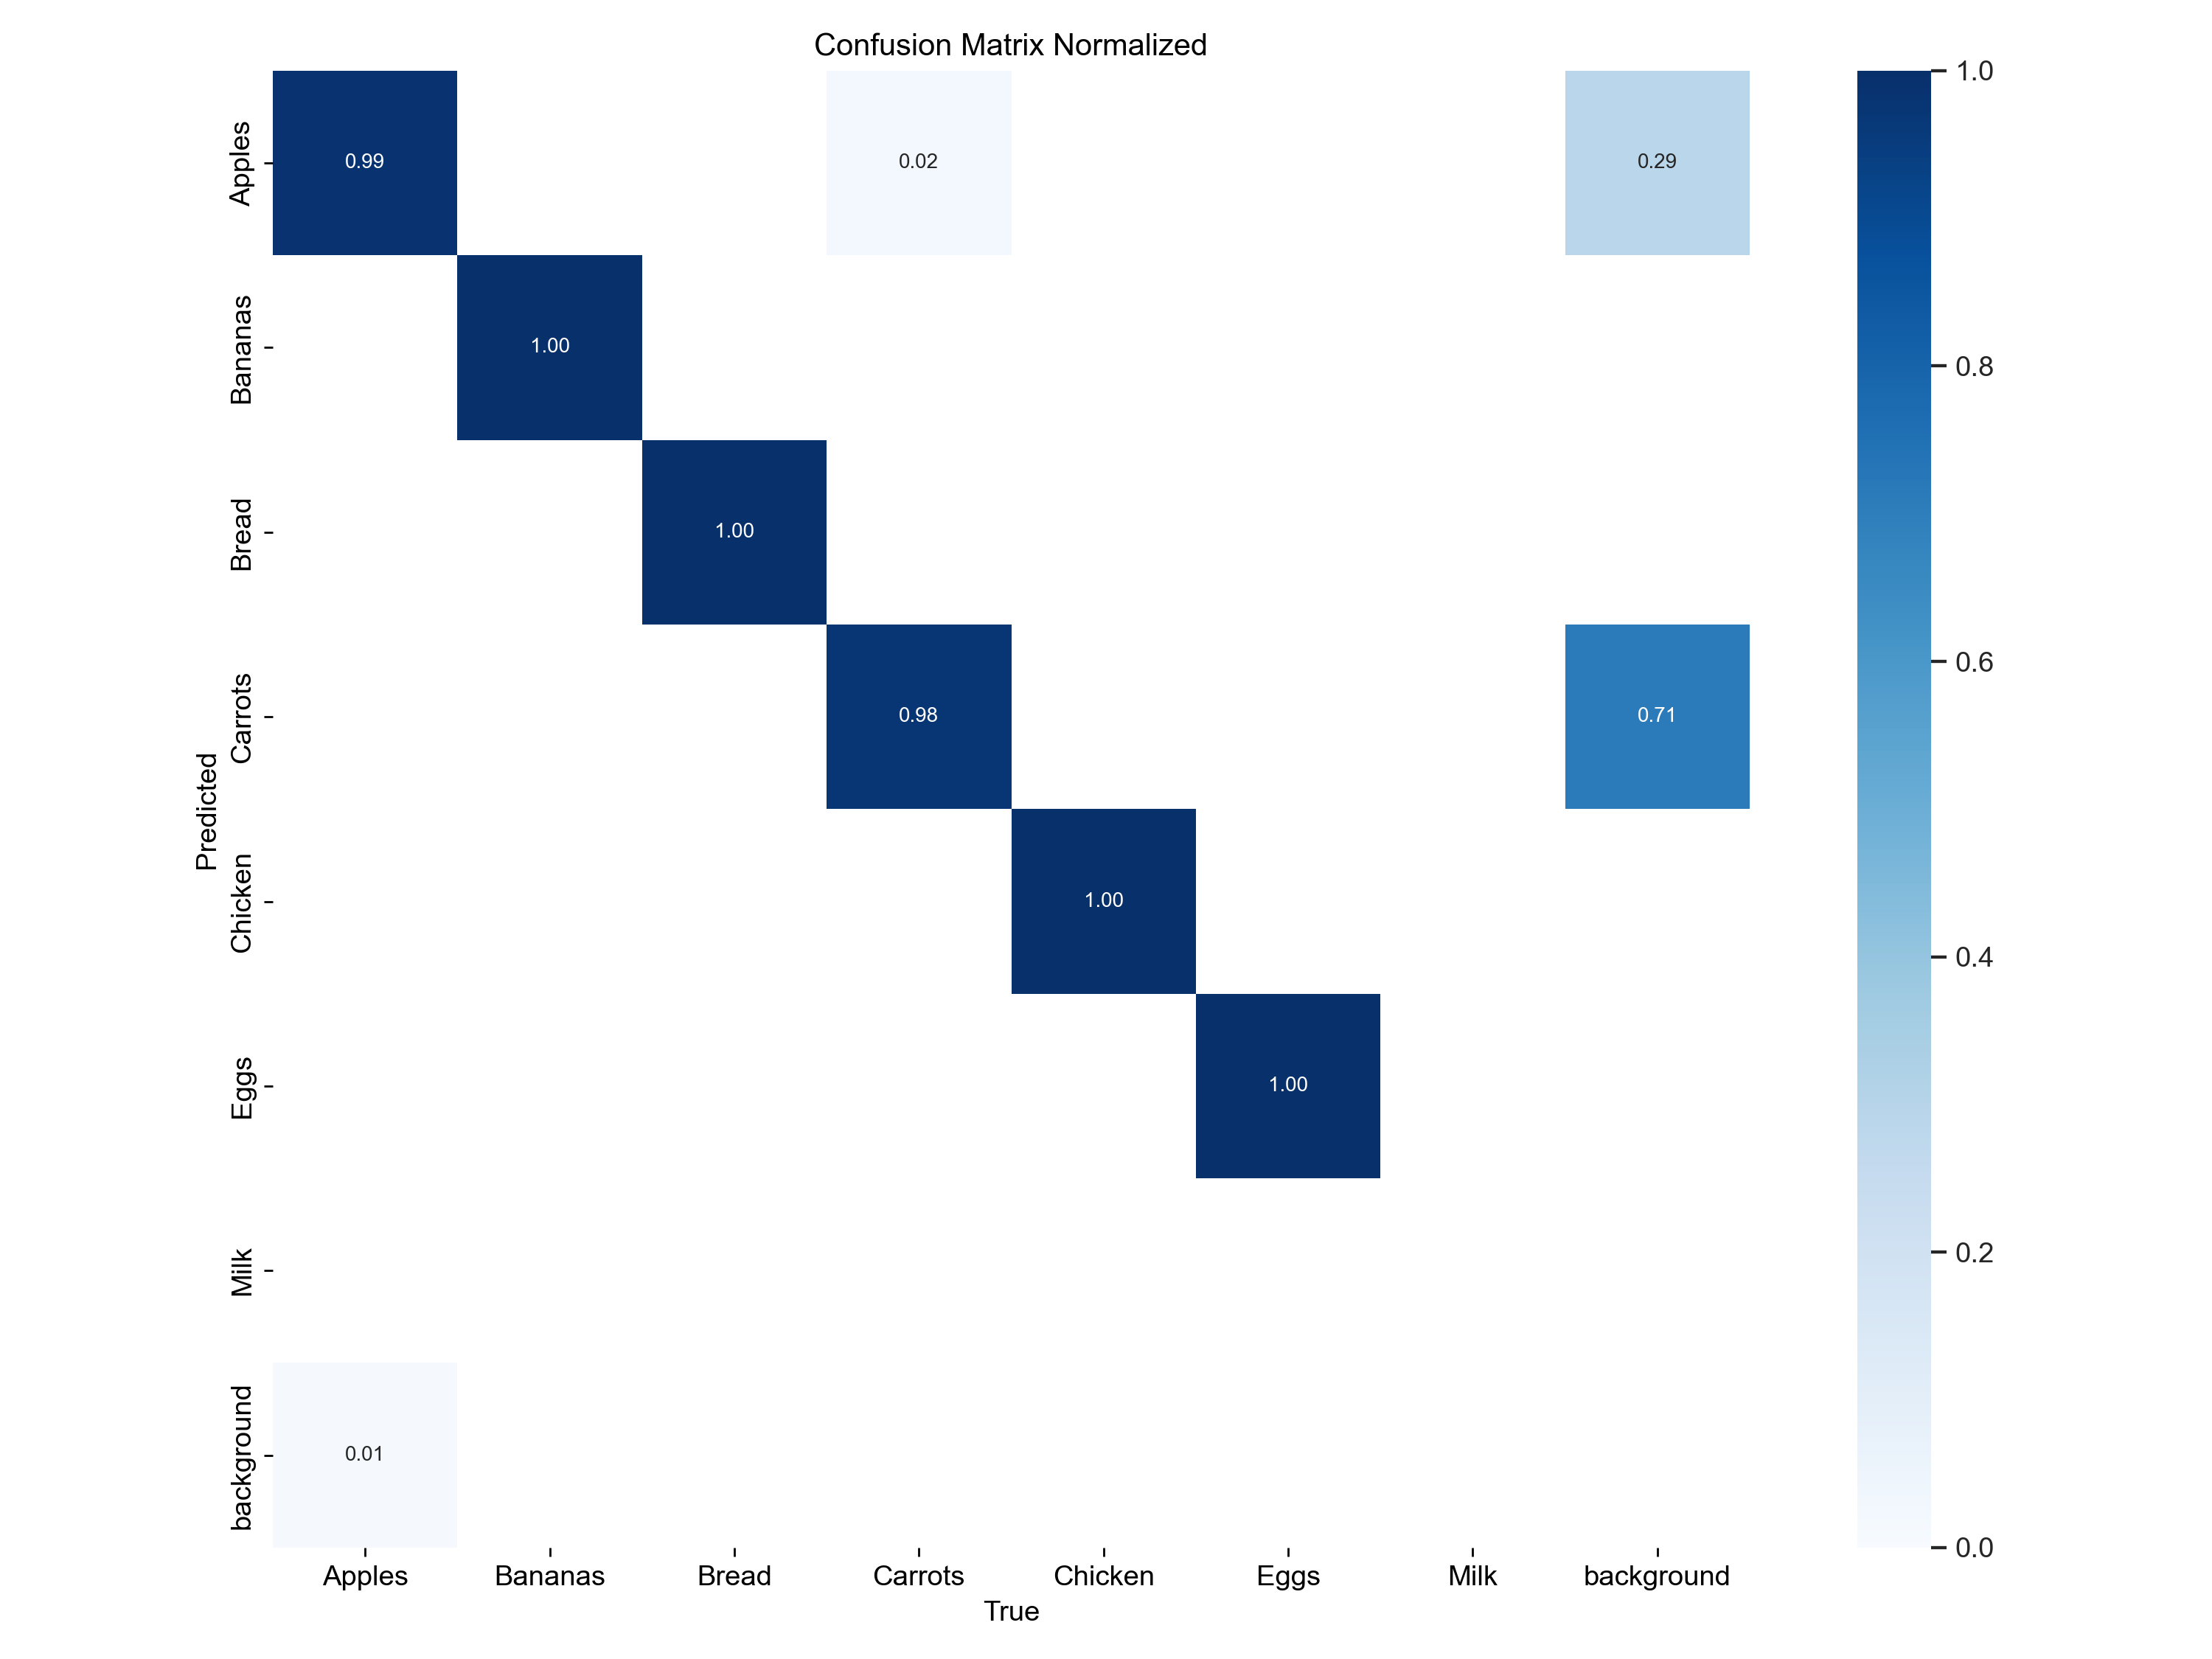 Confusion Matrix Normalized
Predicted
Apples
0.99
0.02
0.29
Bananas
1.00
Bread
1.00
Carrots
0.98
0.71
Chicken
1.00
Eggs
1.00
Milk
background
0.01
Apples
Bananas
Bread
Carrots
Chicken
Eggs
Milk
background
True
1.0
0.8
0.6
0.4
0.2
0.0